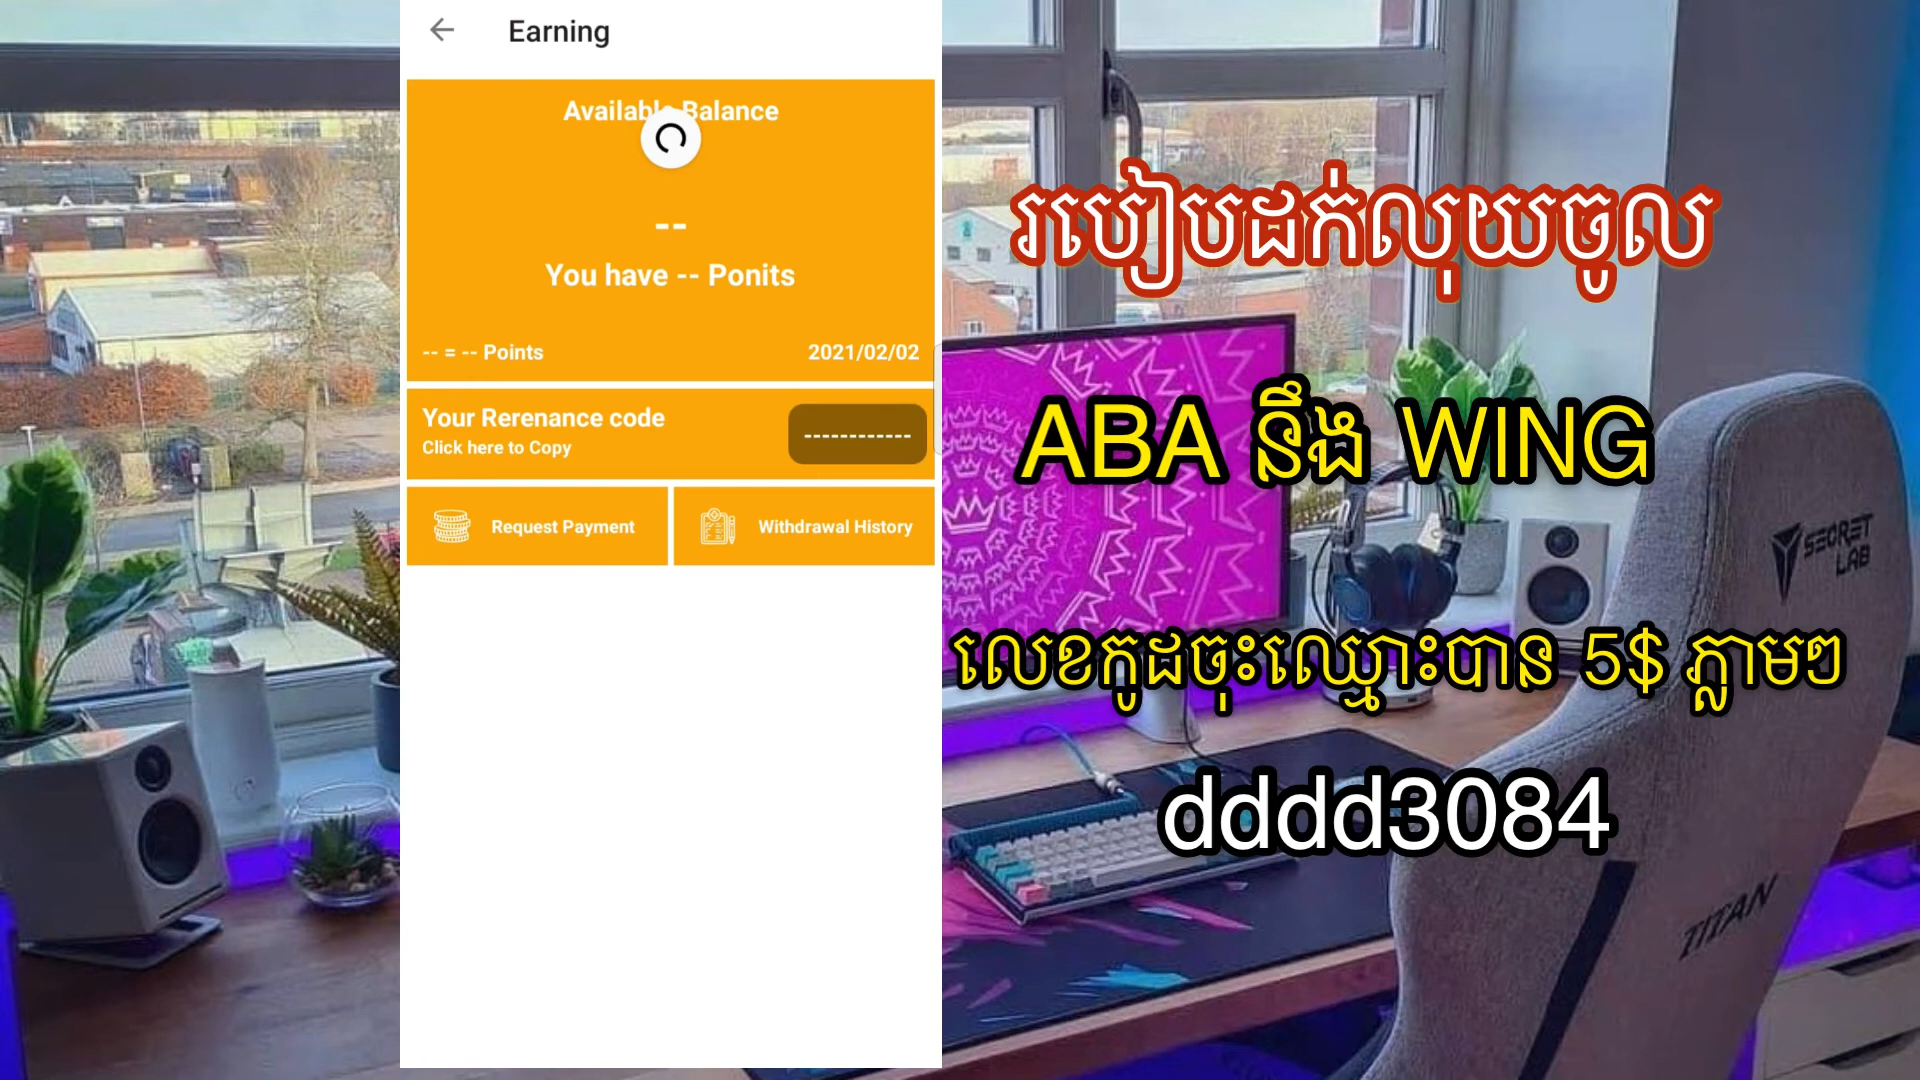 Earning
Available Balance
--
You have -- Ponits
-- = -- Points
2021/02/02
Your Rerenance code
Click here to Copy
------------
Request Payment
Withdrawal History
របៀបដក់លុយចូល
ABA នឹង WING
លេខកូដចុះឈ្មោះបាន 5$ ភ្លាមៗ
dddd3084
SECRET
LAB
TITAN